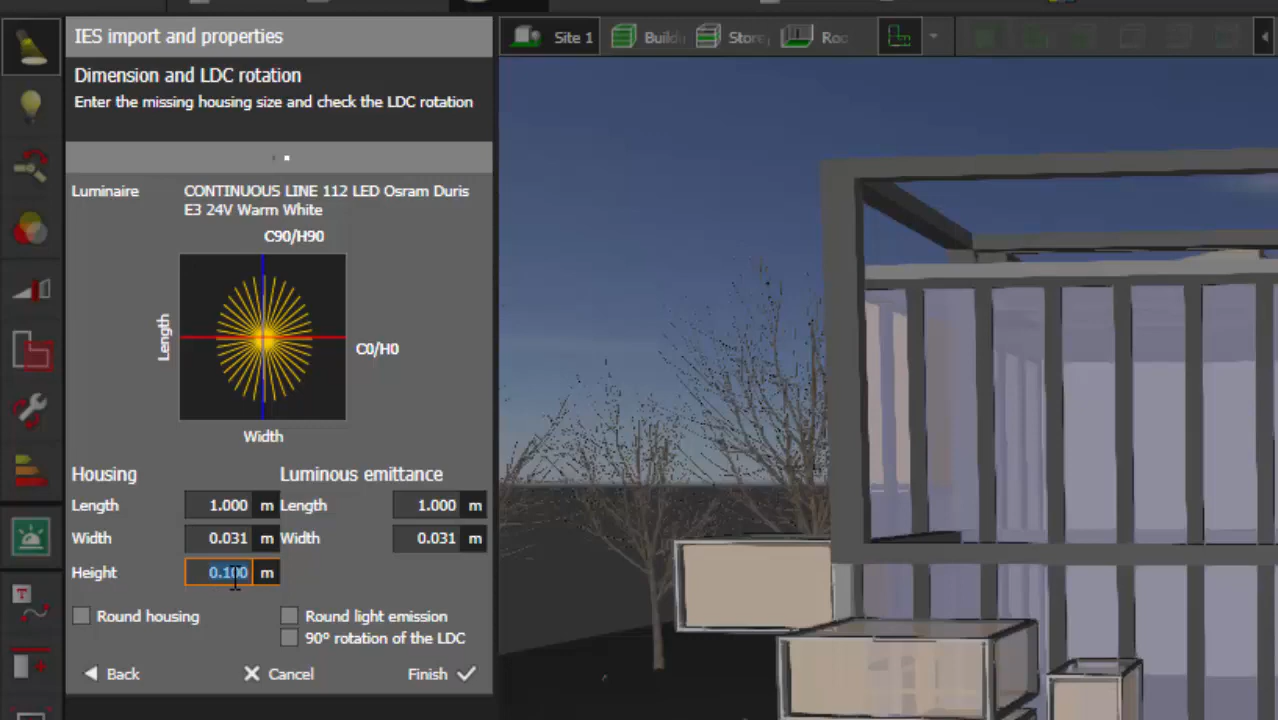 IES import and properties
Site 1
Dimension and LDC rotation
Enter the missing housing size and check the LDC rotation
Luminaire CONTINUOUS LINE 112 LED Osram Duris
E3 24V Warm White
C90/H90
Length
C0/H0
Width
Housing Luminous emittance
Length 1.000 m Length 1.000 m
Width 0.031 m Width 0.031 m
Height 0.100 m
Round housing Round light emission
90° rotation of the LDC
Back Cancel Finish
T